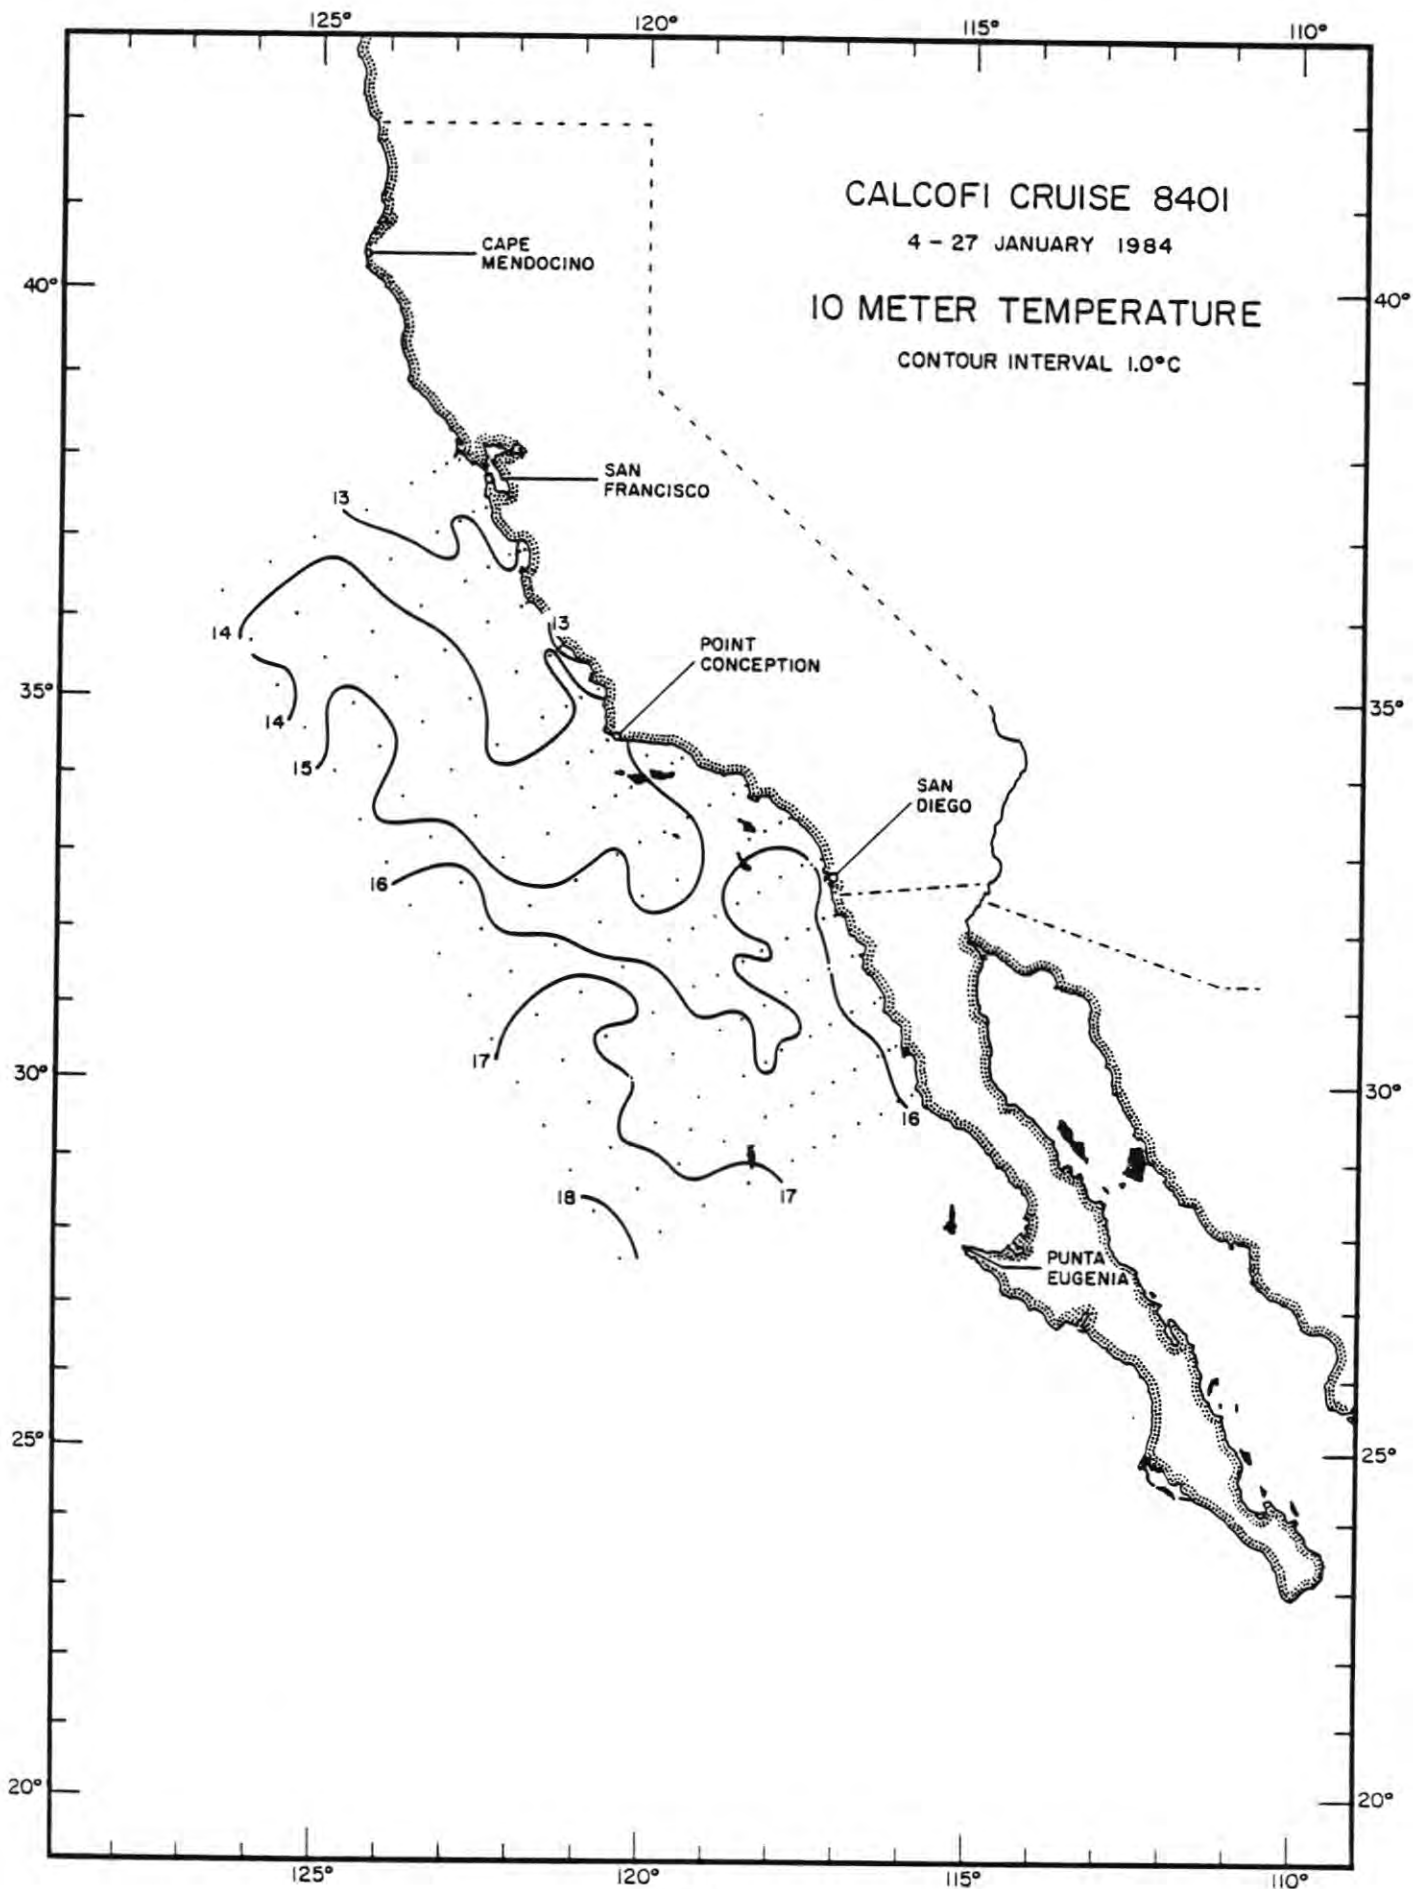 125° 120° 115° 110°
CALCOFI CRUISE 8401
4 - 27 JANUARY 1984
10 METER TEMPERATURE
CONTOUR INTERVAL 1.0°C
CAPE
MENDOCINO
40° 40°
SAN
FRANCISCO
13
13
14
POINT
CONCEPTION
35° 35°
14
15
SAN
DIEGO
16
17
30° 30°
16
18
17
PUNTA
EUGENIA
25° 25°
20° 20°
125° 120° 115° 110°